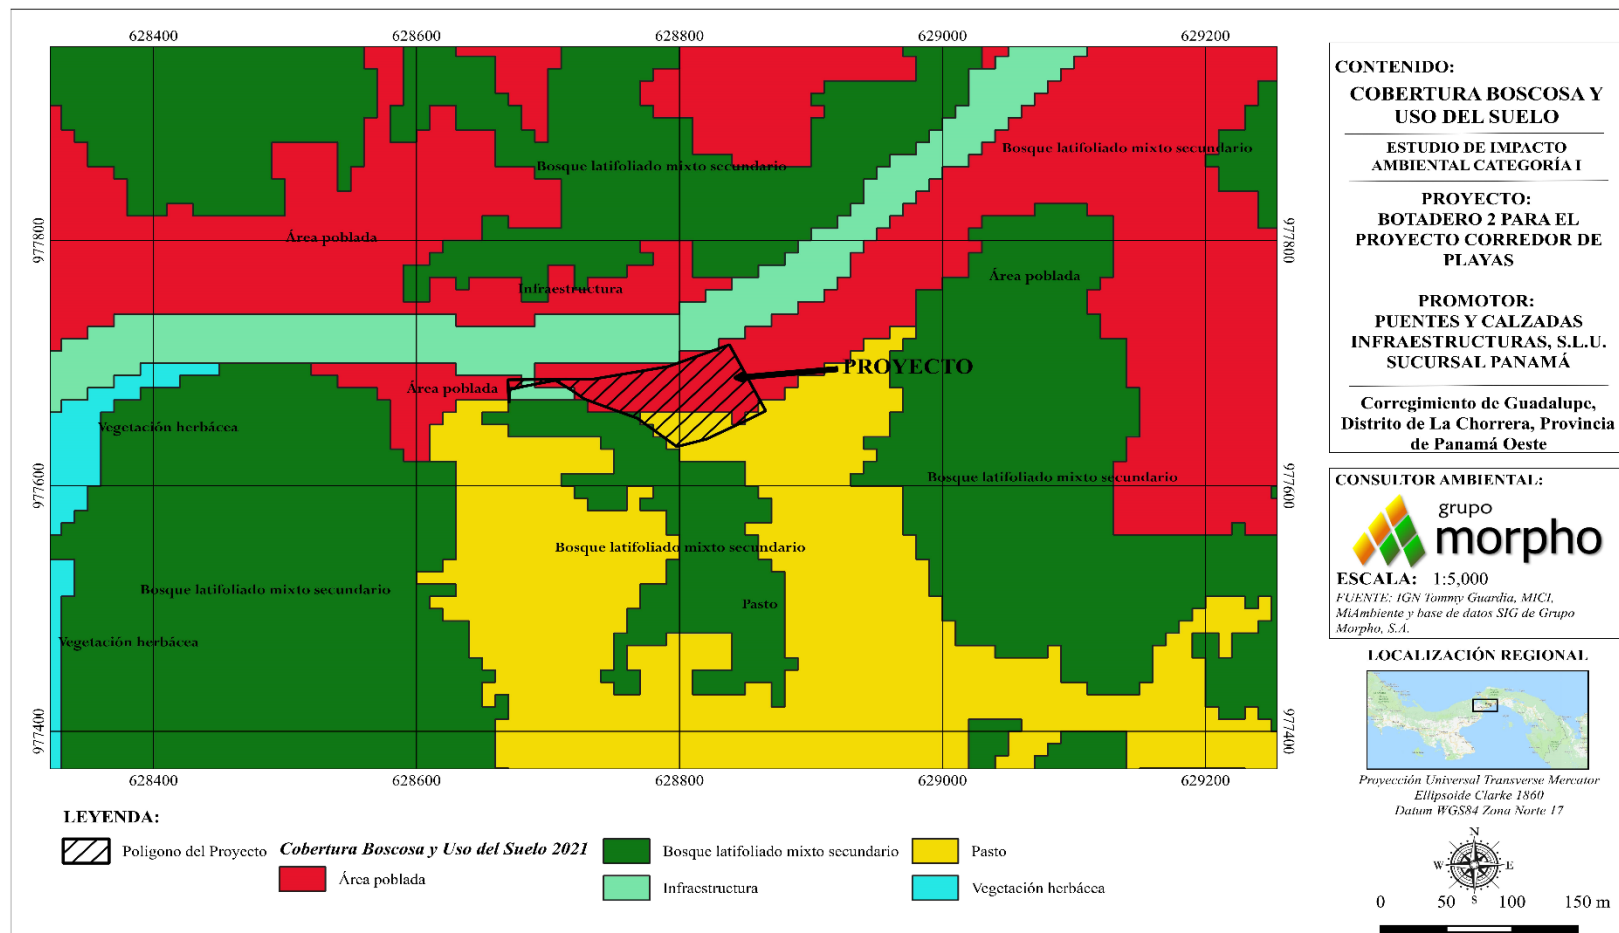 628400
628600
628800
629000
629200
977800
977600
977400
977800
977600
977400
Bosque latifoliado mixto secundario
Bosque latifoliado mixto secundario
Área poblada
Área poblada
Infraestructura
PROYECTO
Área poblada
Vegetación herbácea
Bosque latifoliado mixto secundario
Bosque latifoliado mixto secundario
Bosque latifoliado mixto secundario
Pasto
Vegetación herbácea
628400
628600
628800
629000
629200
LEYENDA:
Polígono del Proyecto
Cobertura Boscosa y Uso del Suelo 2021
Área poblada
Bosque latifoliado mixto secundario
Infraestructura
Pasto
Vegetación herbácea
CONTENIDO:
COBERTURA BOSCOSA Y
USO DEL SUELO
ESTUDIO DE IMPACTO
AMBIENTAL CATEGORÍA I
PROYECTO:
BOTADERO 2 PARA EL
PROYECTO CORREDOR DE
PLAYAS
PROMOTOR:
PUENTES Y CALZADAS
INFRAESTRUCTURAS, S.L.U.
SUCURSAL PANAMÁ
Corregimiento de Guadalupe,
Distrito de La Chorrera, Provincia
de Panamá Oeste
CONSULTOR AMBIENTAL:
grupo
morpho
ESCALA: 1:5,000
FUENTE: IGN Tommy Guardia, MICI,
MiAmbiente y base de datos SIG de Grupo
Morpho, S.A.
LOCALIZACIÓN REGIONAL
Proyección Universal Transverse Mercator
Ellipsoide Clarke 1860
Datum WGS84 Zona Norte 17
N
W E
S
0 50 100 150 m